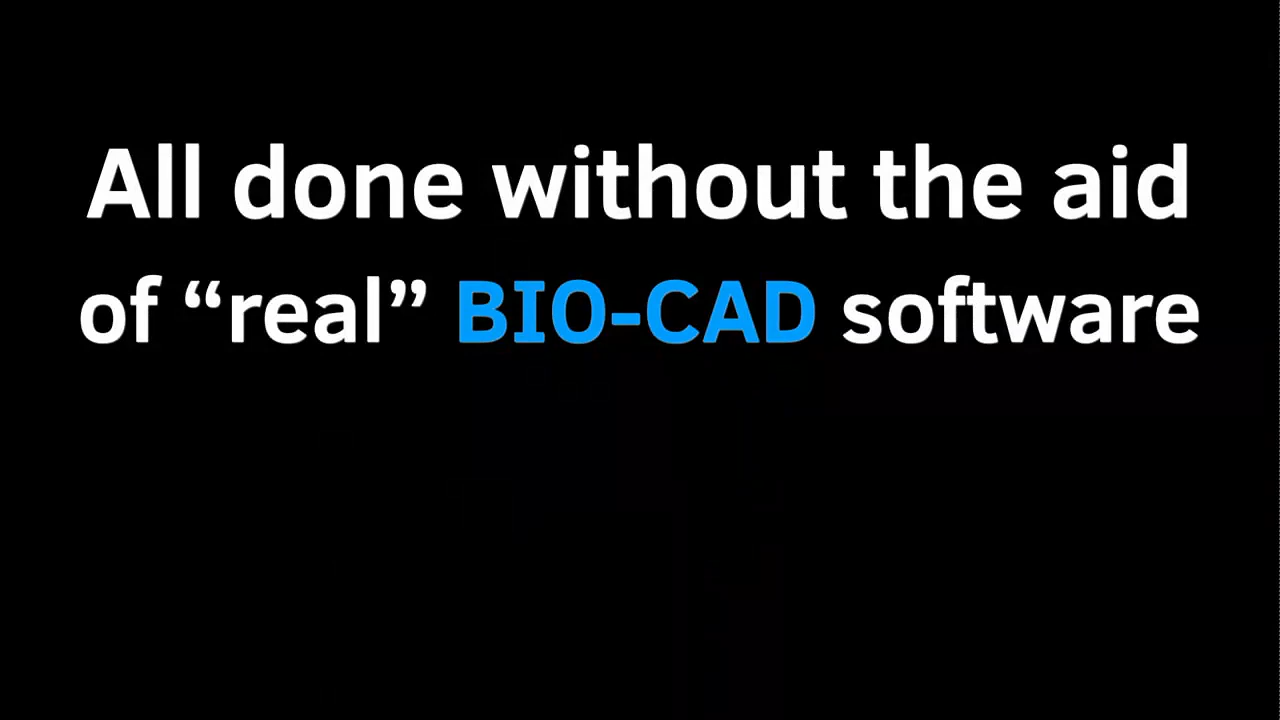 All done without the aid
of “real” BIO-CAD software